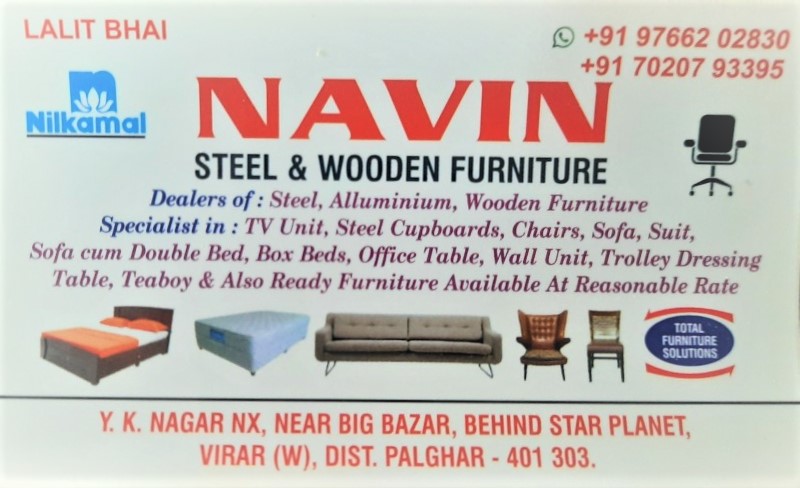 LALIT BHAI
+91 97662 02830
+91 70207 93395
Nilkamal
NAVIN
STEEL & WOODEN FURNITURE
Dealers of : Steel, Alluminium, Wooden Furniture
Specialist in : TV Unit, Steel Cupboards, Chairs, Sofa, Suit,
Sofa cum Double Bed, Box Beds, Office Table, Wall Unit, Trolley Dressing
Table, Teaboy & Also Ready Furniture Available At Reasonable Rate
TOTAL
FURNITURE
SOLUTIONS
Y. K. NAGAR NX, NEAR BIG BAZAR, BEHIND STAR PLANET,
VIRAR (W), DIST. PALGHAR - 401 303.